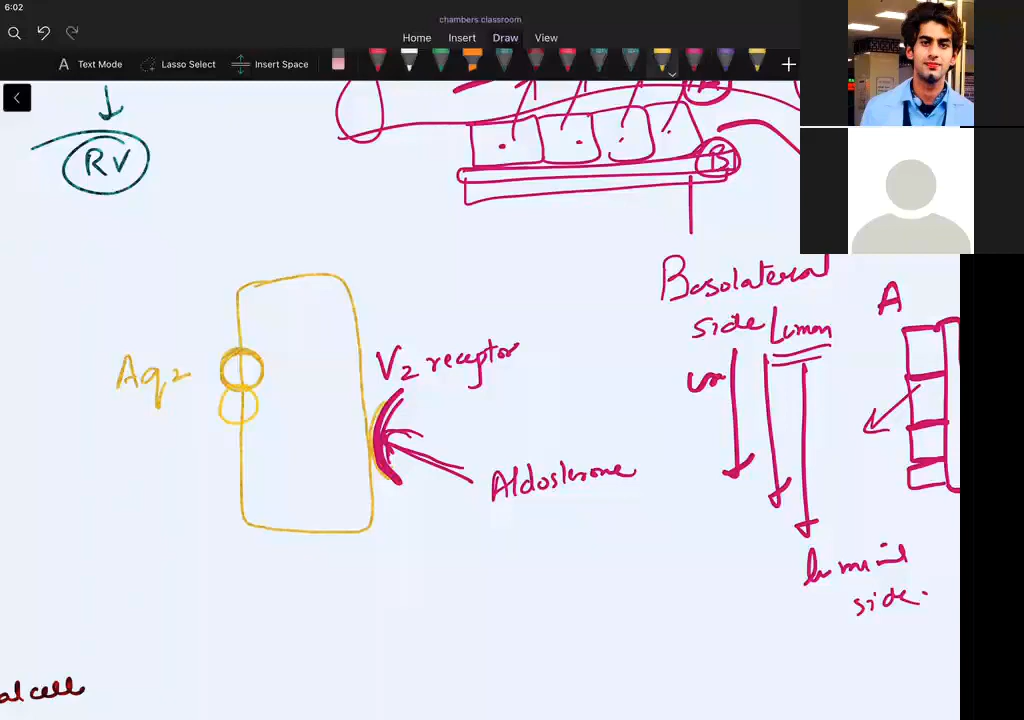 6:02
chambers classroom
Home Insert Draw View
Text Mode Lasso Select Insert Space
RV
B
Basolateral
side Lumen
A
V2 receptor
Aq2
Aldosterone
side.
al cell